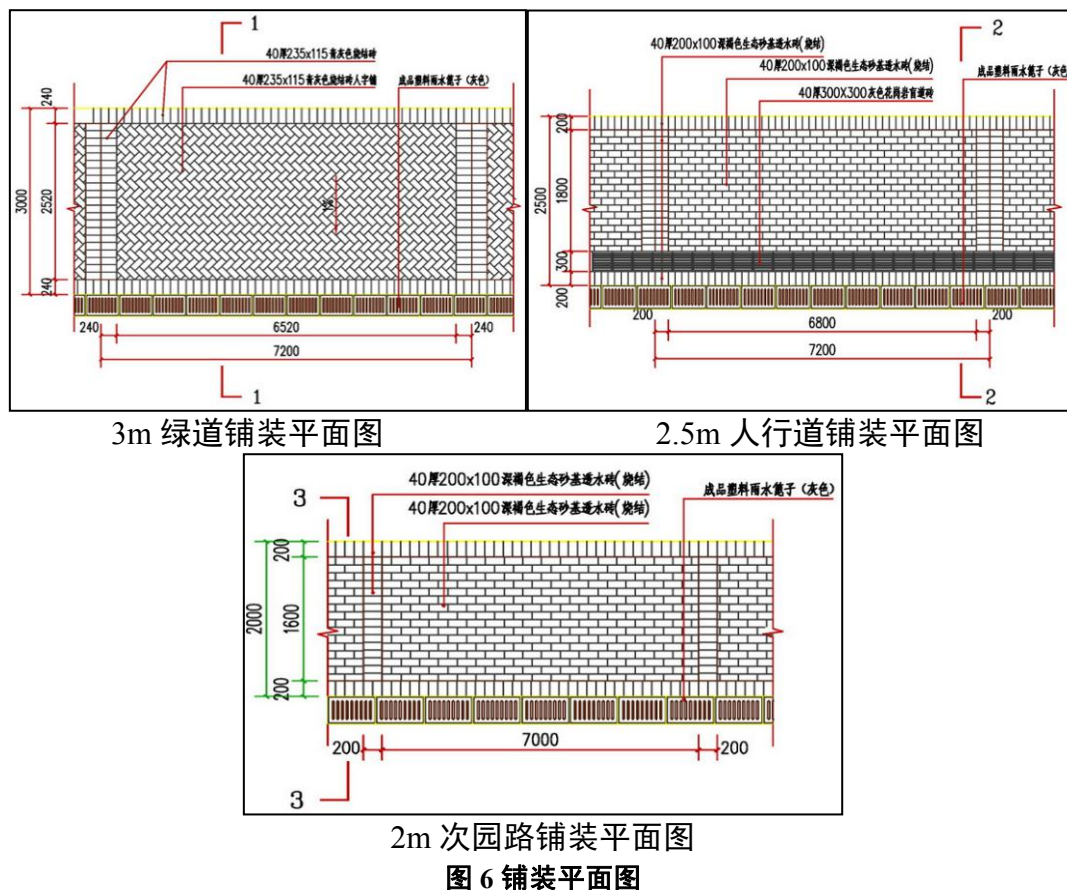 1
40厚235x115青灰色烧结砖
40厚235x115青灰色烧结砖人字铺
成品塑料雨水篦子（灰色）
240
3000
2520
240
1%
240
6520
240
7200
1
3m 绿道铺装平面图
2
40厚200x100深褐色生态砂基透水砖(烧结)
40厚200x100深褐色生态砂基透水砖(烧结)
40厚300X300灰色花岗岩盲道砖
成品塑料雨水篦子（灰色）
200
2500
1800
300
200
200
6800
200
7200
2
2.5m 人行道铺装平面图
3
40厚200x100深褐色生态砂基透水砖(烧结)
40厚200x100深褐色生态砂基透水砖(烧结)
成品塑料雨水篦子（灰色）
200
2000
1600
200
200
7000
200
3
2m 次园路铺装平面图
图 6 铺装平面图